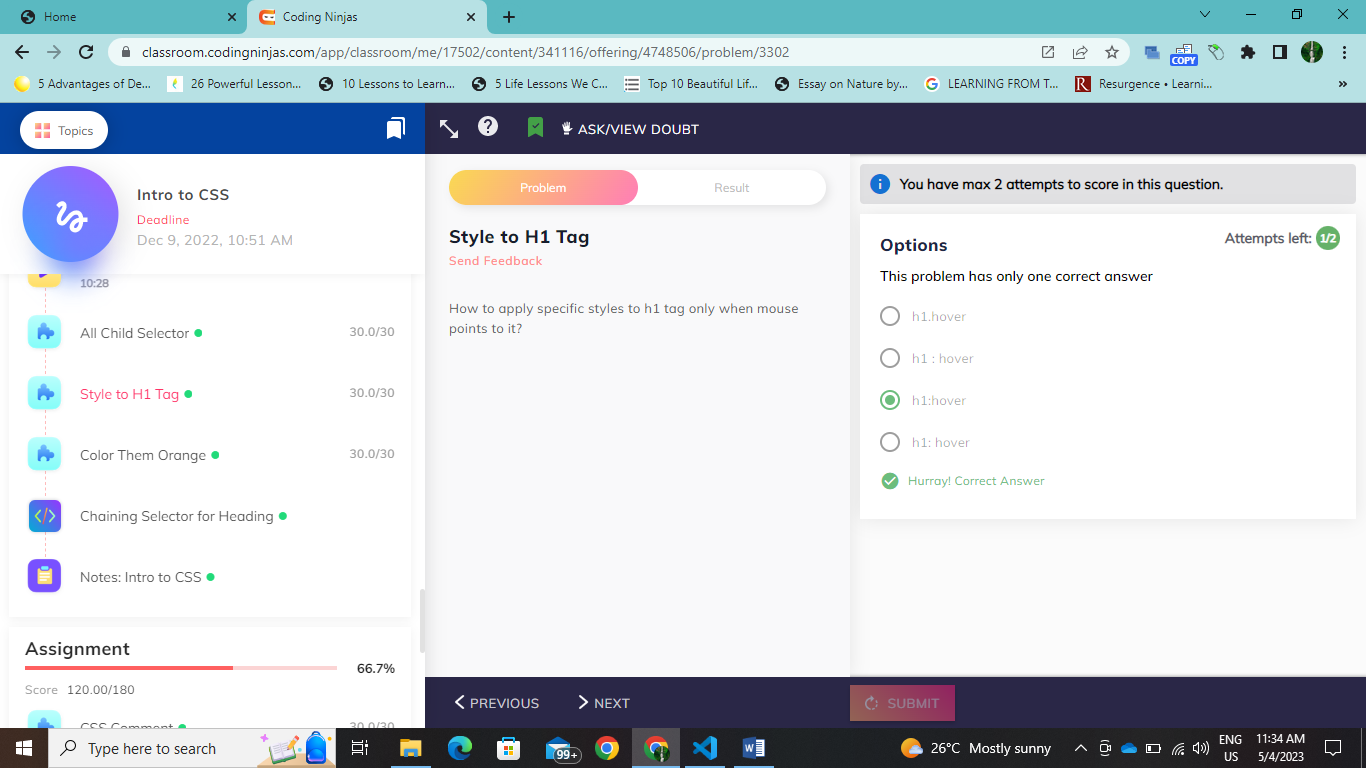 Home
Coding Ninjas
classroom.codingninjas.com/app/classroom/me/17502/content/341116/offering/4748506/problem/3302
COPY
5 Advantages of De...
26 Powerful Lesson...
10 Lessons to Learn...
5 Life Lessons We C...
Top 10 Beautiful Lif...
Essay on Nature by...
LEARNING FROM T...
Resurgence • Learni...
Topics
ASK/VIEW DOUBT
Intro to CSS
Deadline
Dec 9, 2022, 10:51 AM
10:28
All Child Selector 30.0/30
Style to H1 Tag 30.0/30
Color Them Orange 30.0/30
Chaining Selector for Heading
Notes: Intro to CSS
Assignment
66.7%
Score 120.00/180
CSS Comment 30.0/30
Problem
Result
Style to H1 Tag
Send Feedback
How to apply specific styles to h1 tag only when mouse
points to it?
You have max 2 attempts to score in this question.
Options
Attempts left: 1/2
This problem has only one correct answer
h1.hover
h1 : hover
h1:hover
h1: hover
Hurray! Correct Answer
PREVIOUS
NEXT
SUBMIT
Type here to search
99+
26°C Mostly sunny
ENG
US
11:34 AM
5/4/2023